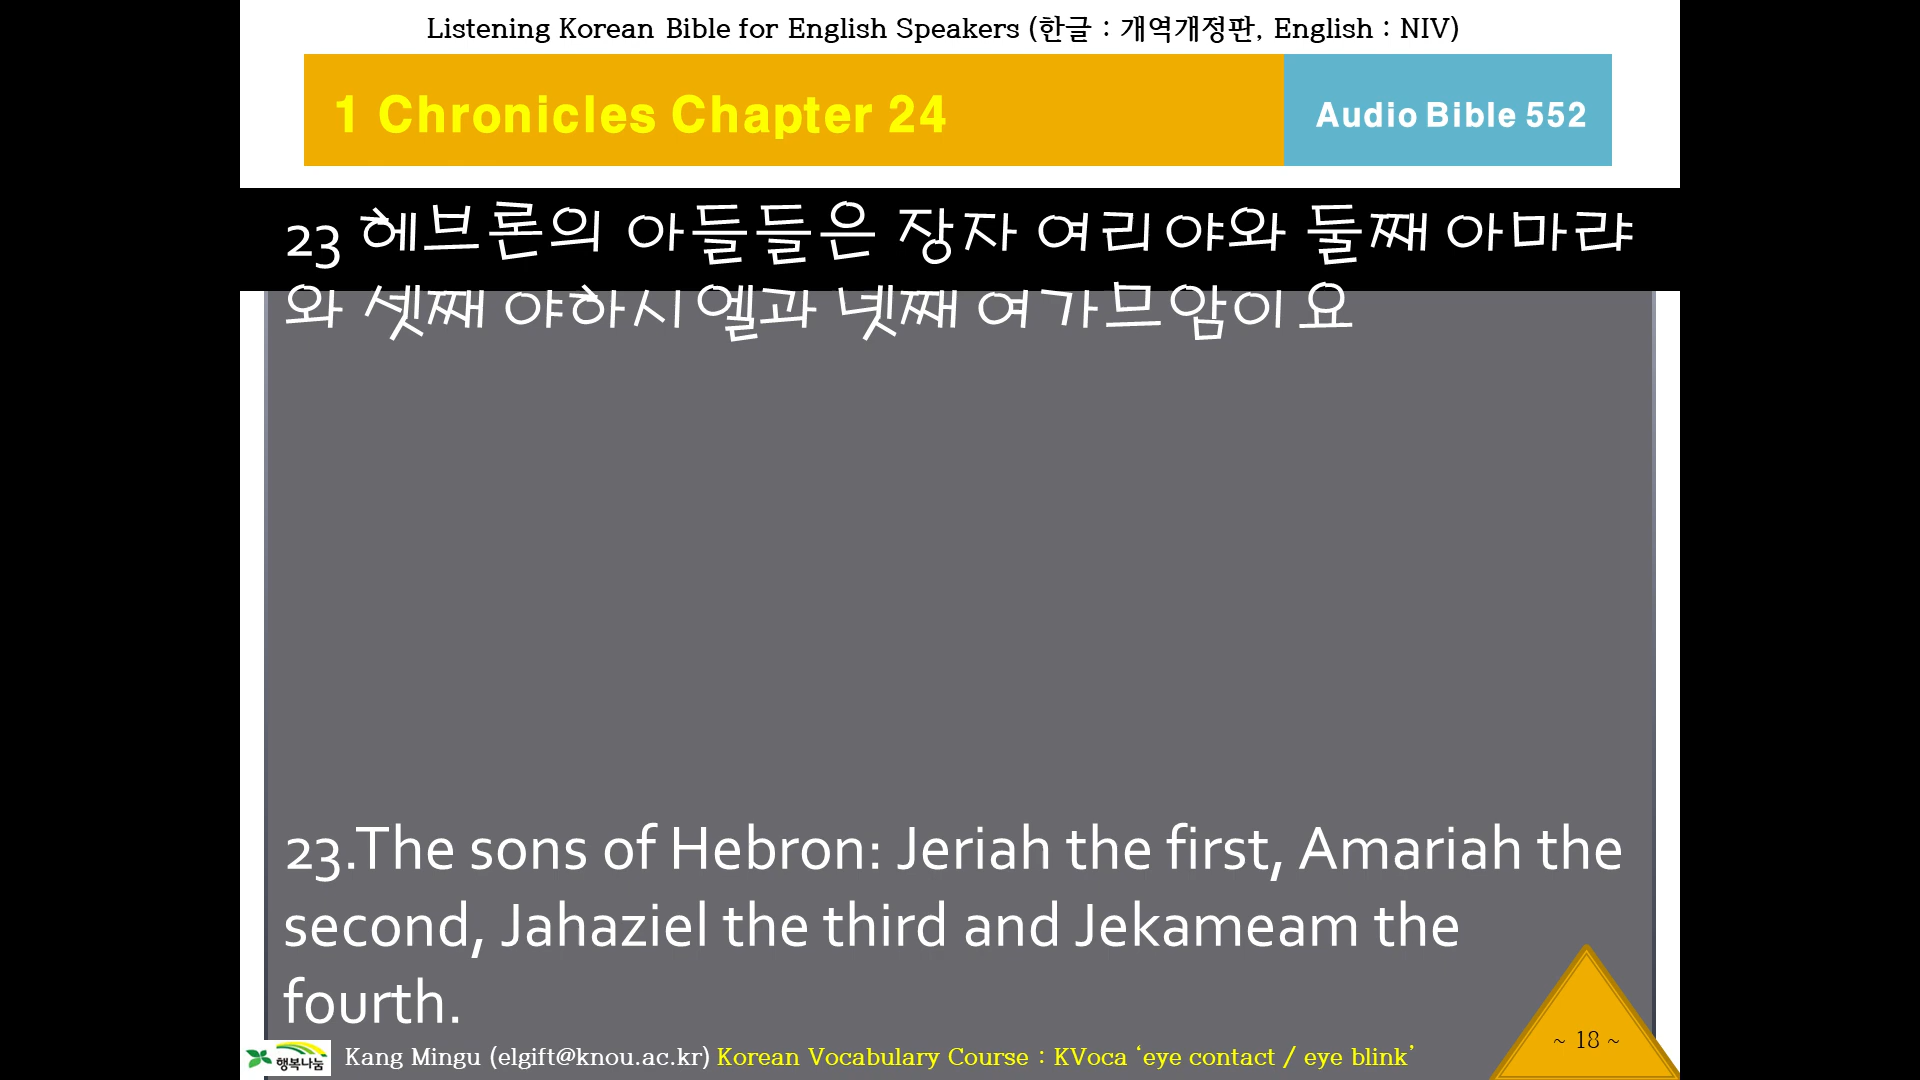 Listening Korean Bible for English Speakers (한글 : 개역개정판, English : NIV)
1 Chronicles Chapter 24
Audio Bible 552
23 헤브론의 아들들은 장자 여리야와 둘째 아마랴
와 셋째 야하시엘과 넷째 여가므암이요
23.The sons of Hebron: Jeriah the first, Amariah the
second, Jahaziel the third and Jekameam the
fourth.
~ 18 ~
행복나눔
Kang Mingu (elgift@knou.ac.kr) Korean Vocabulary Course : KVoca ‘eye contact / eye blink’